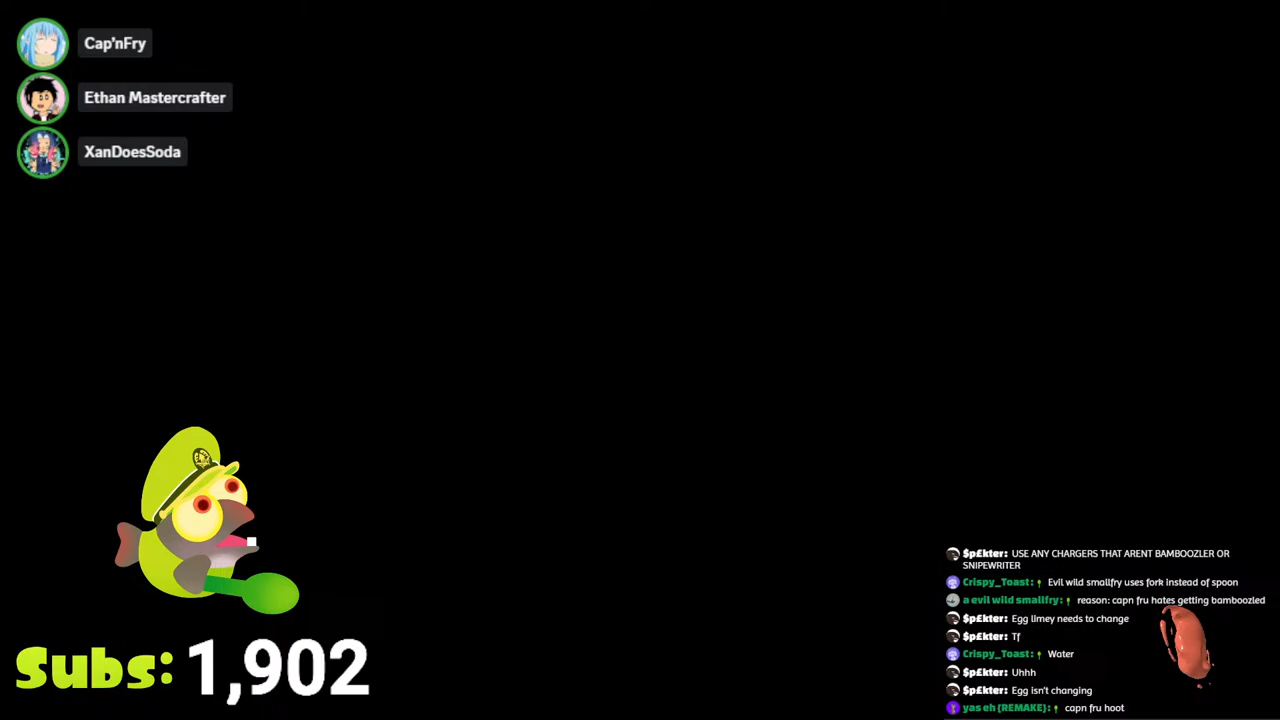 Cap'nFry
Ethan Mastercrafter
XanDoesSoda
Subs: 1,902
$p£kter: USE ANY CHARGERS THAT ARENT BAMBOOZLER OR
SNIPEWRITER
Crispy_Toast: Evil wild smallfry uses fork instead of spoon
a evil wild smallfry: reason: capn fru hates getting bamboozled
$p£kter: Egg limey needs to change
$p£kter: Tf
Crispy_Toast: Water
$p£kter: Uhhh
$p£kter: Egg isn't changing
yas eh {REMAKE}: capn fru hoot